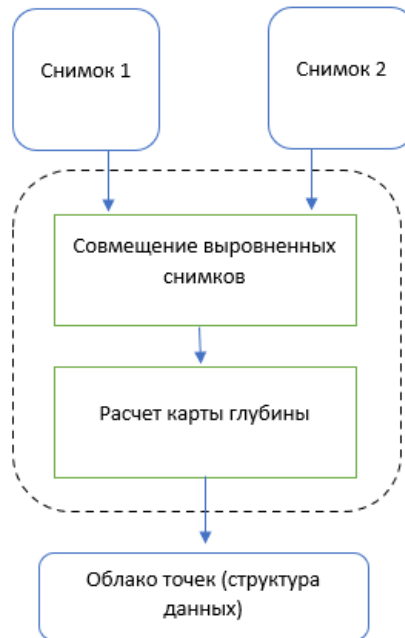 Снимок 1
Снимок 2
Совмещение выровненных
снимков
Расчет карты глубины
Облако точек (структура
данных)